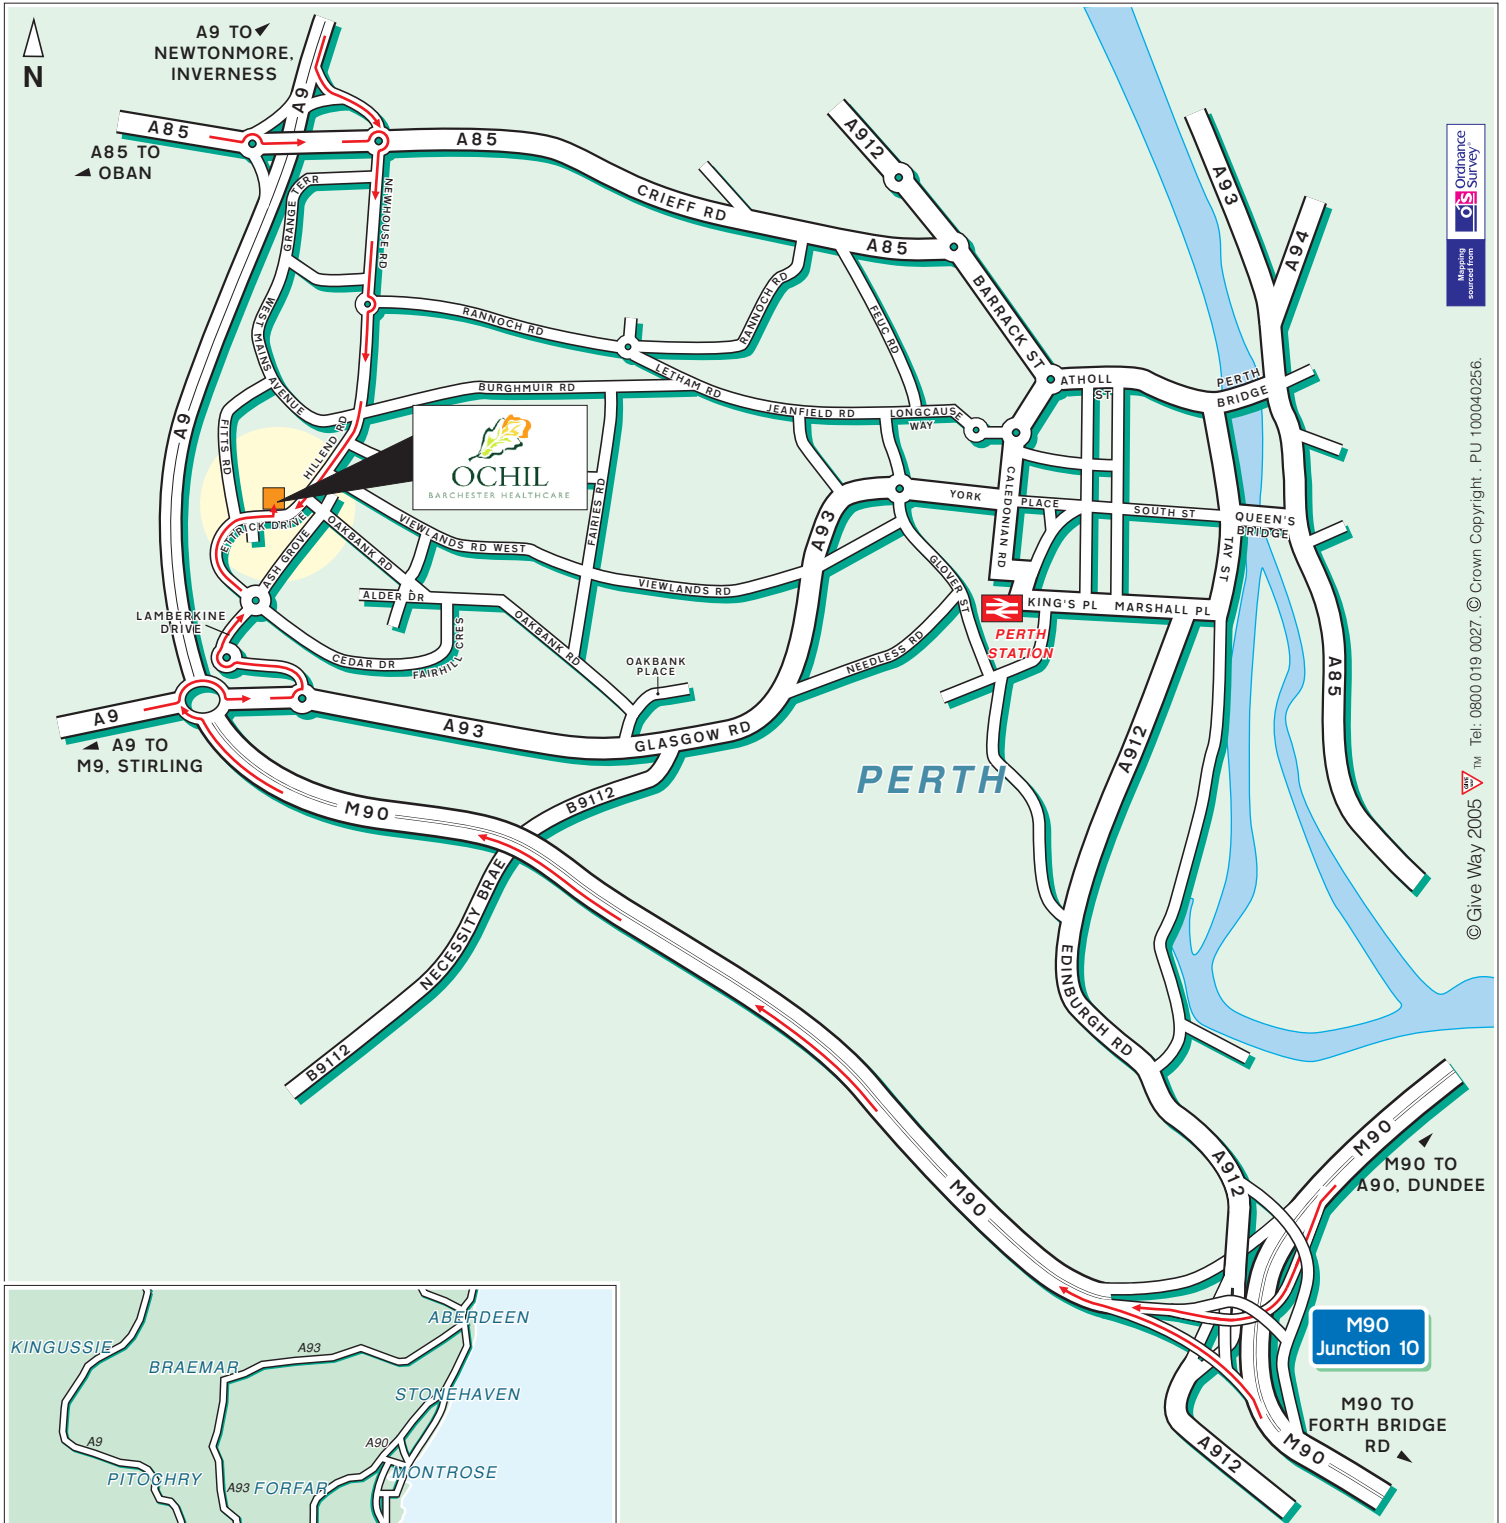 A9 TO
NEWTONMORE,
INVERNESS
N
A9
A85
A85 TO
OBAN
A85
CRIEFF RD
A85
A912
A93
A94
Mapping
sourced from
OS Ordnance
Survey
GRANGE TERR
NEWHOUSE RD
WEST MAINS AVENUE
RANNOCH RD
RANNOCH RD
FEUC RD
BARRACK ST
ATHOLL
ST
PERTH
BRIDGE
LETHAM RD
BURGHMUIR RD
JEANFIELD RD
LONGCAUSE
WAY
A9
FITTS RD
HILLEND RD
OCHIL
BARCHESTER HEALTHCARE
ETTRICK DRIVE
ASH GROVE
OAKBANK RD
VIEWLANDS RD WEST
FAIRIES RD
VIEWLANDS RD
A93
YORK
PLACE
CALEDONIAN RD
SOUTH ST
QUEEN'S
BRIDGE
TAY ST
GLOVER ST
KING'S PL
MARSHALL PL
PERTH
STATION
NEEDLESS RD
ALDER DR
OAKBANK RD
LAMBERKINE
DRIVE
CEDAR DR
FAIRHILL CRES
OAKBANK
PLACE
A9
A9 TO
M9, STIRLING
A93
GLASGOW RD
B9112
M90
PERTH
A912
A85
NECESSITY BRAE
B9112
EDINBURGH RD
M90
A912
M90
M90 TO
A90, DUNDEE
M90
Junction 10
M90 TO
FORTH BRIDGE
RD
M90
A912
© Give Way 2005 GIVE WAY ™ Tel: 0800 019 0027. © Crown Copyright . PU 100040256.
ABERDEEN
KINGUSSIE
BRAEMAR
A93
STONEHAVEN
A9
A90
PITOCHRY
A93
FORFAR
MONTROSE